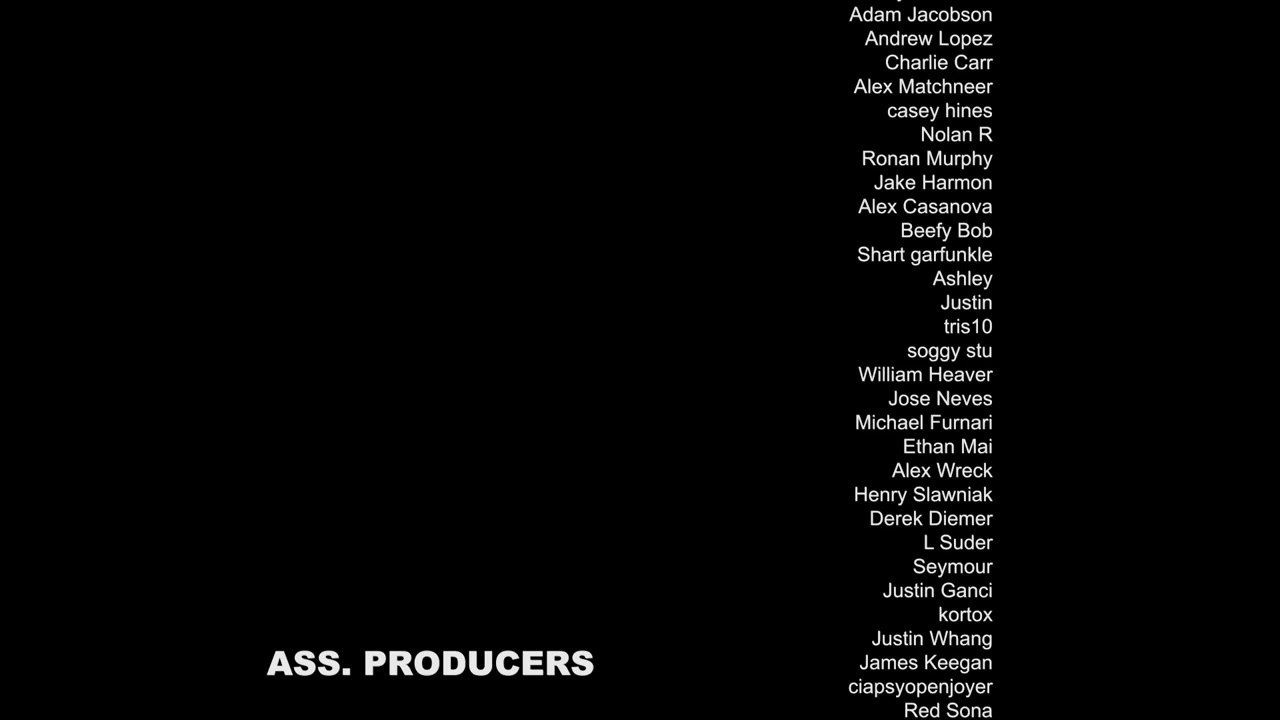 Adam Jacobson
Andrew Lopez
Charlie Carr
Alex Matchneer
casey hines
Nolan R
Ronan Murphy
Jake Harmon
Alex Casanova
Beefy Bob
Shart garfunkle
Ashley
Justin
tris10
soggy stu
William Heaver
Jose Neves
Michael Furnari
Ethan Mai
Alex Wreck
Henry Slawniak
Derek Diemer
L Suder
Seymour
Justin Ganci
kortox
Justin Whang
ASS. PRODUCERS
James Keegan
ciapsyopenjoyer
Red Sona